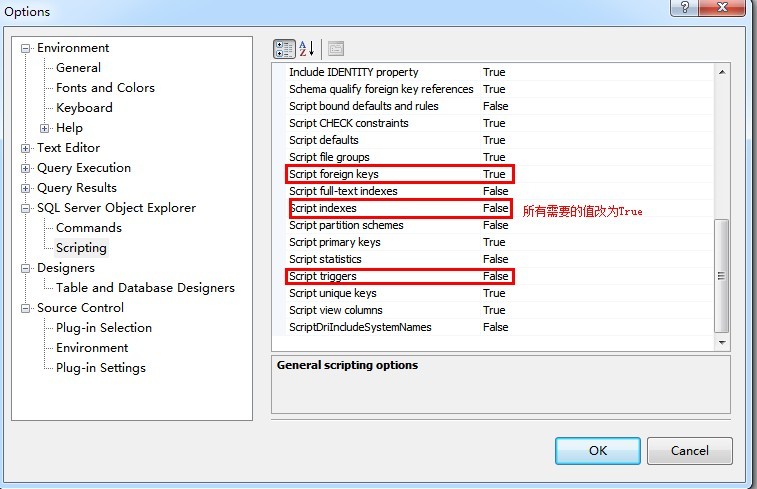 Options
Environment
General
Fonts and Colors
Keyboard
Help
Text Editor
Query Execution
Query Results
SQL Server Object Explorer
Commands
Scripting
Designers
Table and Database Designers
Source Control
Plug-in Selection
Environment
Plug-in Settings
Include IDENTITY property True
Schema qualify foreign key references True
Script bound defaults and rules False
Script CHECK constraints True
Script defaults True
Script file groups True
Script foreign keys True
Script full-text indexes False
Script indexes False 所有需要的值改为True
Script partition schemes False
Script primary keys True
Script statistics False
Script triggers False
Script unique keys True
Script view columns True
ScriptDriIncludeSystemNames False
General scripting options
OK Cancel